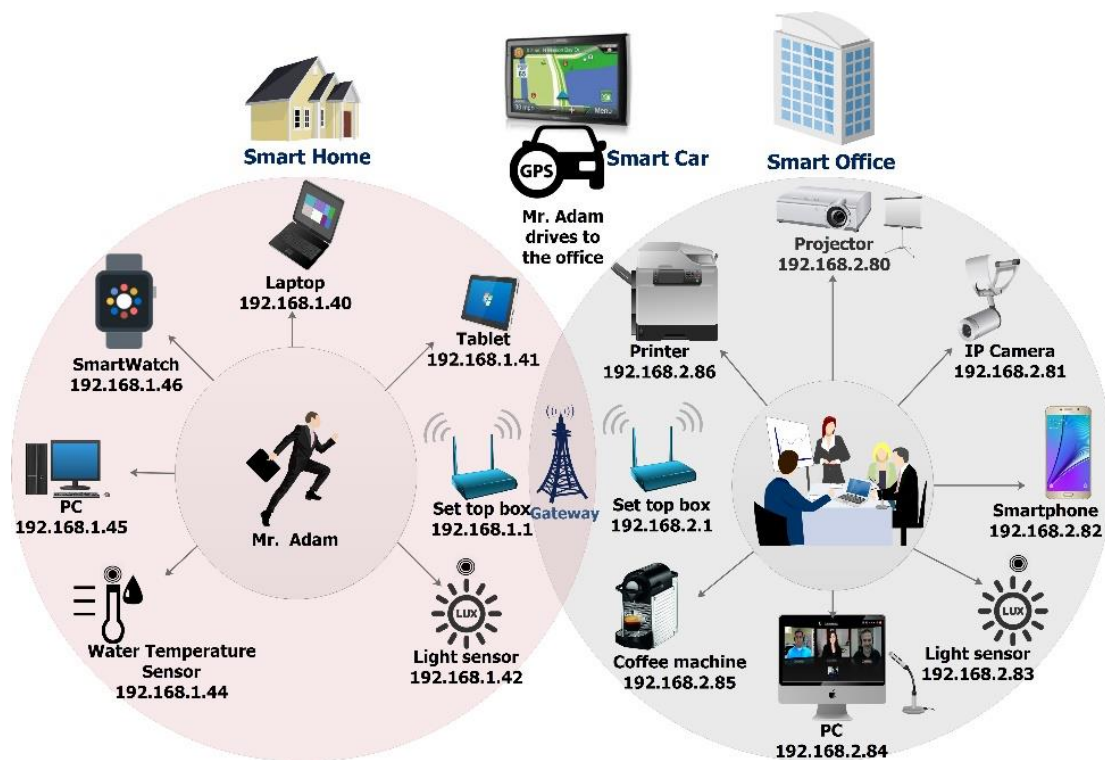 Smart Home
Smart Car
GPS
Mr. Adam
drives to
the office
Smart Office
Menu
Laptop
192.168.1.40
SmartWatch
192.168.1.46
Tablet
192.168.1.41
PC
192.168.1.45
Mr. Adam
Set top box
192.168.1.1
Gateway
Water Temperature
Sensor
192.168.1.44
LUX
Light sensor
192.168.1.42
Projector
192.168.2.80
Printer
192.168.2.86
IP Camera
192.168.2.81
Set top box
192.168.2.1
Smartphone
192.168.2.82
Coffee machine
192.168.2.85
LUX
Light sensor
192.168.2.83
PC
192.168.2.84